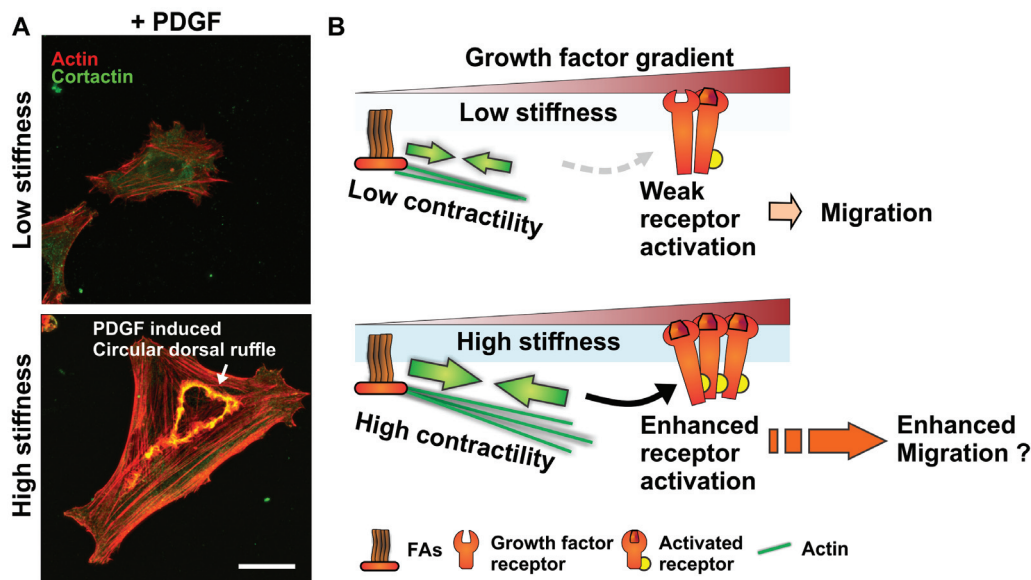 A
+ PDGF
Low stiffness
Actin
Cortactin
High stiffness
PDGF induced
Circular dorsal ruffle
B
Growth factor gradient
Low stiffness
Low contractility
Weak
receptor
activation
Migration
High stiffness
High contractility
Enhanced
receptor
activation
Enhanced
Migration ?
FAs
Growth factor
receptor
Activated
receptor
Actin